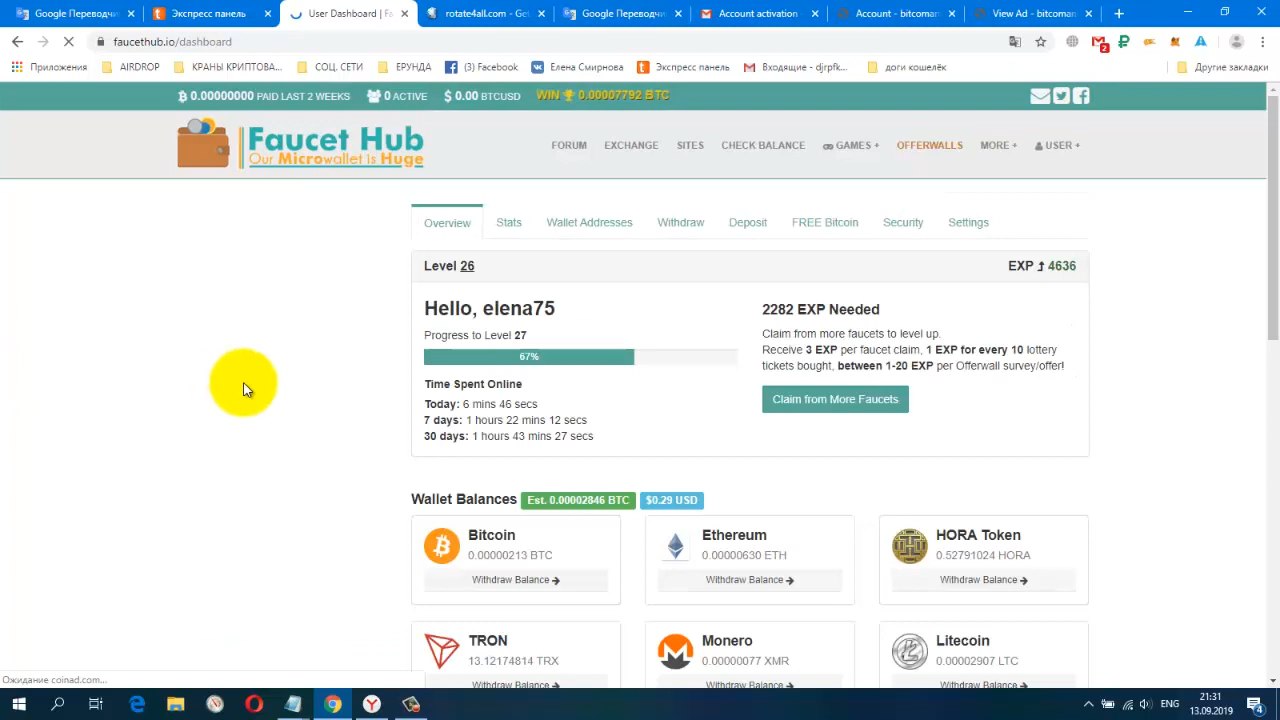 Google Переводчи
Экспресс панель
User Dashboard | Fa
rotate4all.com - Get
Google Переводчи
Account activation -
Account - bitcoman
View Ad - bitcoman
faucethub.io/dashboard
2
Приложения
AIRDROP
КРАНЫ КРИПТОВА...
СОЦ. СЕТИ
ЕРУНДА
(3) Facebook
Елена Смирнова
Экспресс панель
Входящие - djrpfk...
доги кошелёк
Другие закладки
0.00000000 PAID LAST 2 WEEKS
0 ACTIVE
$ 0.00 BTCUSD
WIN 0.00007792 BTC
Faucet Hub
Our Microwallet is Huge
FORUM
EXCHANGE
SITES
CHECK BALANCE
GAMES +
OFFERWALLS
MORE +
USER +
Overview
Stats
Wallet Addresses
Withdraw
Deposit
FREE Bitcoin
Security
Settings
Level 26
EXP 4636
Hello, elena75
Progress to Level 27
67%
Time Spent Online
Today: 6 mins 46 secs
7 days: 1 hours 22 mins 12 secs
30 days: 1 hours 43 mins 27 secs
2282 EXP Needed
Claim from more faucets to level up.
Receive 3 EXP per faucet claim, 1 EXP for every 10 lottery
tickets bought, between 1-20 EXP per Offerwall survey/offer!
Claim from More Faucets
Wallet Balances Est. 0.00002846 BTC $0.29 USD
Bitcoin
0.00000213 BTC
Withdraw Balance
Ethereum
0.00000630 ETH
Withdraw Balance
HORA Token
0.52791024 HORA
Withdraw Balance
TRON
13.12174814 TRX
Withdraw Balance
Monero
0.00000077 XMR
Withdraw Balance
Litecoin
0.00002907 LTC
Withdraw Balance
Ожидание coinad.com...
ENG
21:31
13.09.2019
4